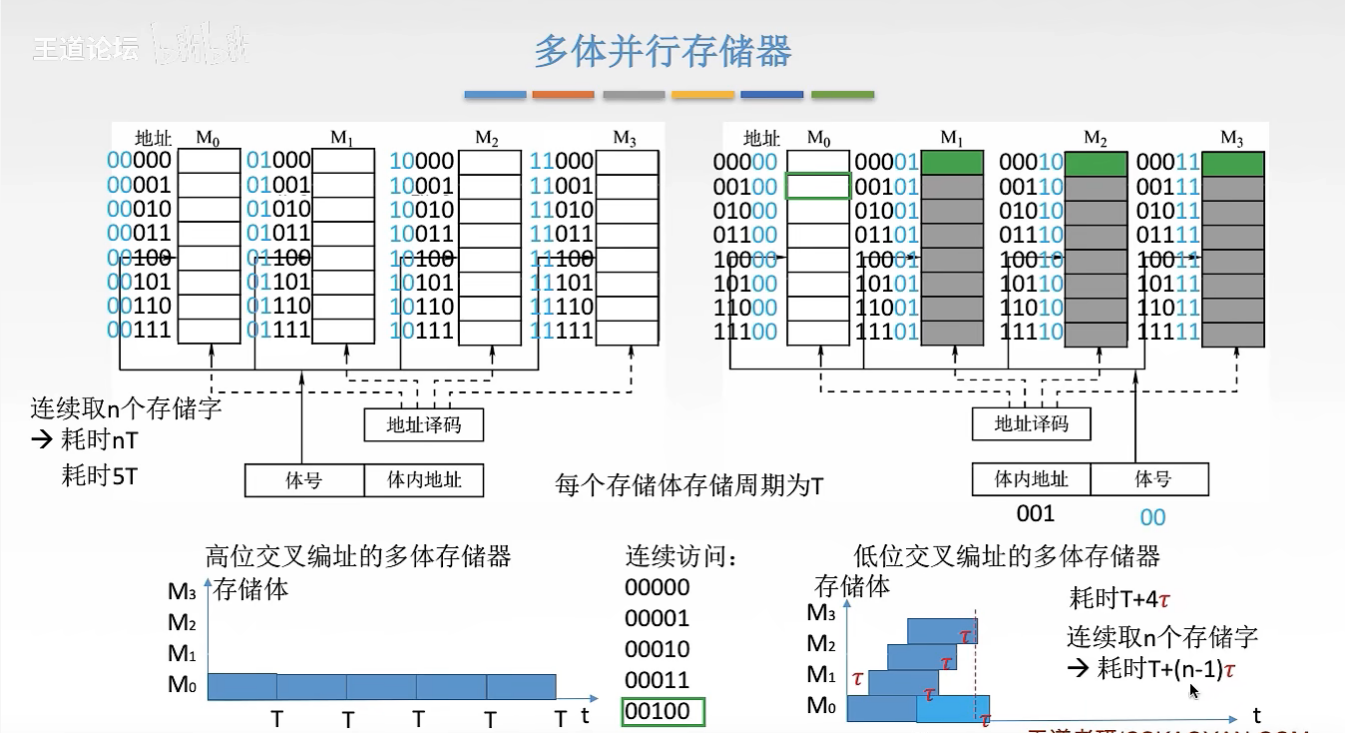 王道论坛 bilibili
多体并行存储器
地址 M0 M1 M2 M3
00000 01000 10000 11000
00001 01001 10001 11001
00010 01010 10010 11010
00011 01011 10011 11011
00100 01100 10100 11100
00101 01101 10101 11101
00110 01110 10110 11110
00111 01111 10111 11111
地址译码
体号 体内地址
连续取n个存储字
→ 耗时nT
耗时5T
地址 M0 M1 M2 M3
00000 00001 00010 00011
00100 00101 00110 00111
01000 01001 01010 01011
01100 01101 01110 01111
10000 10001 10010 10011
10100 10101 10110 10111
11000 11001 11010 11011
11100 11101 11110 11111
地址译码
体内地址 体号
001 00
每个存储体存储周期为T
高位交叉编址的多体存储器
存储体
M3
M2
M1
M0
T T T T T t
连续访问：
00000
00001
00010
00011
00100
低位交叉编址的多体存储器
存储体
M3 τ
M2 τ
M1 τ τ
M0 τ t
耗时T+4τ
连续取n个存储字
→ 耗时T+(n-1)τ